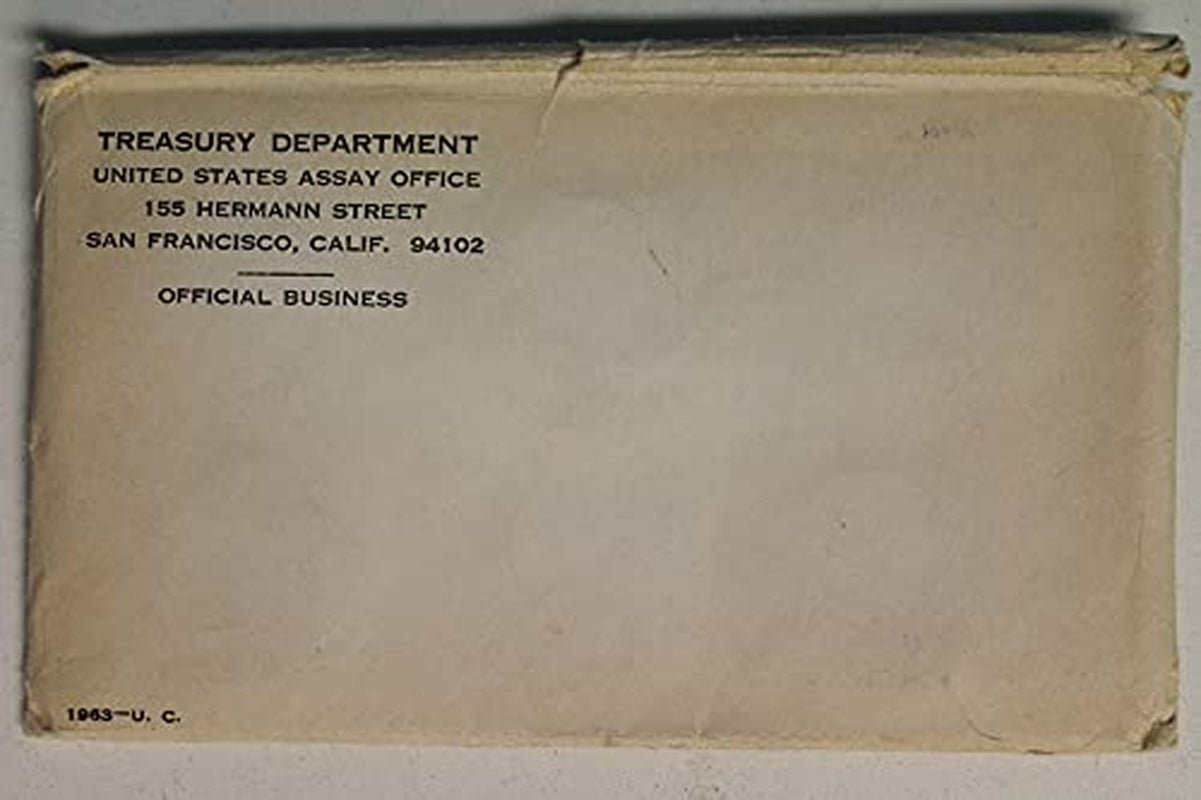 TREASURY DEPARTMENT
UNITED STATES ASSAY OFFICE
155 HERMANN STREET
SAN FRANCISCO, CALIF. 94102
OFFICIAL BUSINESS
1963—U. C.